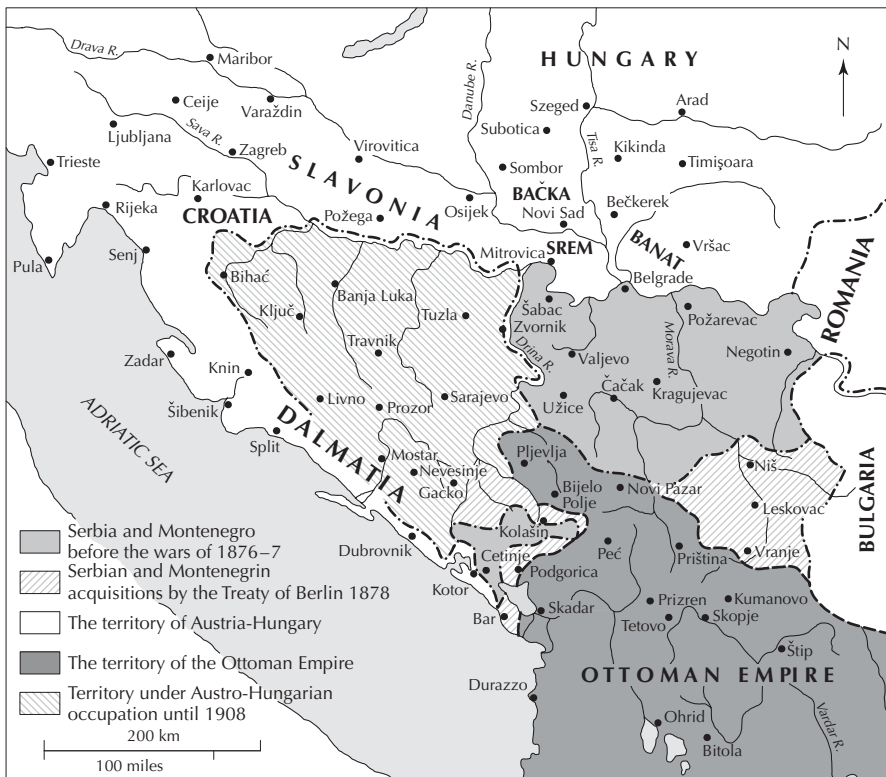 HUNGARY
N
Drava R.
Maribor
Danube R.
Ceije
Varaždin
Szeged
Arad
Ljubljana
Sava R.
Subotica
Tisa R.
Zagreb
Virovitica
Kikinda
Timişoara
Trieste
SLAVONIA
Sombor
Karlovac
BAČKA
Bečkerek
Rijeka
CROATIA
Požega
Osijek
Novi Sad
Senj
Mitrovica
SREM
BANAT
Vršac
ROMANIA
Pula
Bihać
Belgrade
Ključ
Banja Luka
Tuzla
Šabac
Zvornik
Požarevac
Travnik
Drina R.
Valjevo
Morava R.
Negotin
Zadar
Knin
Čačak
Kragujevac
Livno
Prozor
Sarajevo
Užice
Šibenik
ADRIATIC SEA
Split
DALMATIA
Mostar
Pljevlja
Niš
Nevesinje
Gacko
Bijelo
Polje
Novi Pazar
Leskovac
BULGARIA
Kolašin
Dubrovnik
Cetinje
Peć
Priština
Vranje
Podgorica
Kotor
Bar
Skadar
Prizren
Kumanovo
Tetovo
Skopje
Štip
OTTOMAN EMPIRE
Durazzo
Ohrid
Bitola
Vardar R.
Serbia and Montenegro
before the wars of 1876–7
Serbian and Montenegrin
acquisitions by the Treaty of Berlin 1878
The territory of Austria-Hungary
The territory of the Ottoman Empire
Territory under Austro-Hungarian
occupation until 1908
200 km
100 miles